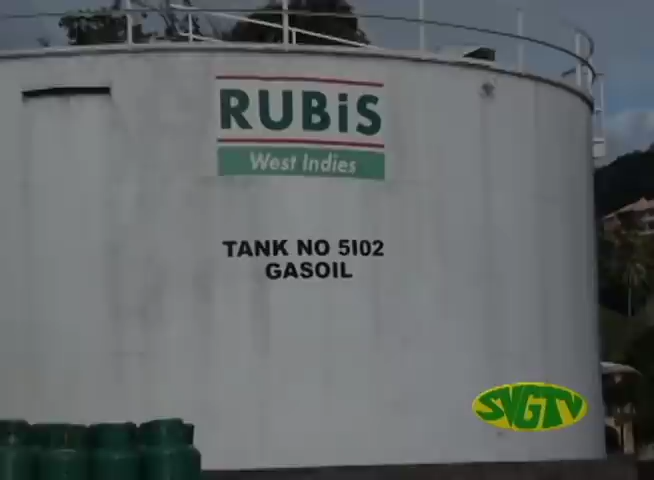 RUBiS
West Indies
TANK NO 5102
GASOIL
SVGTV